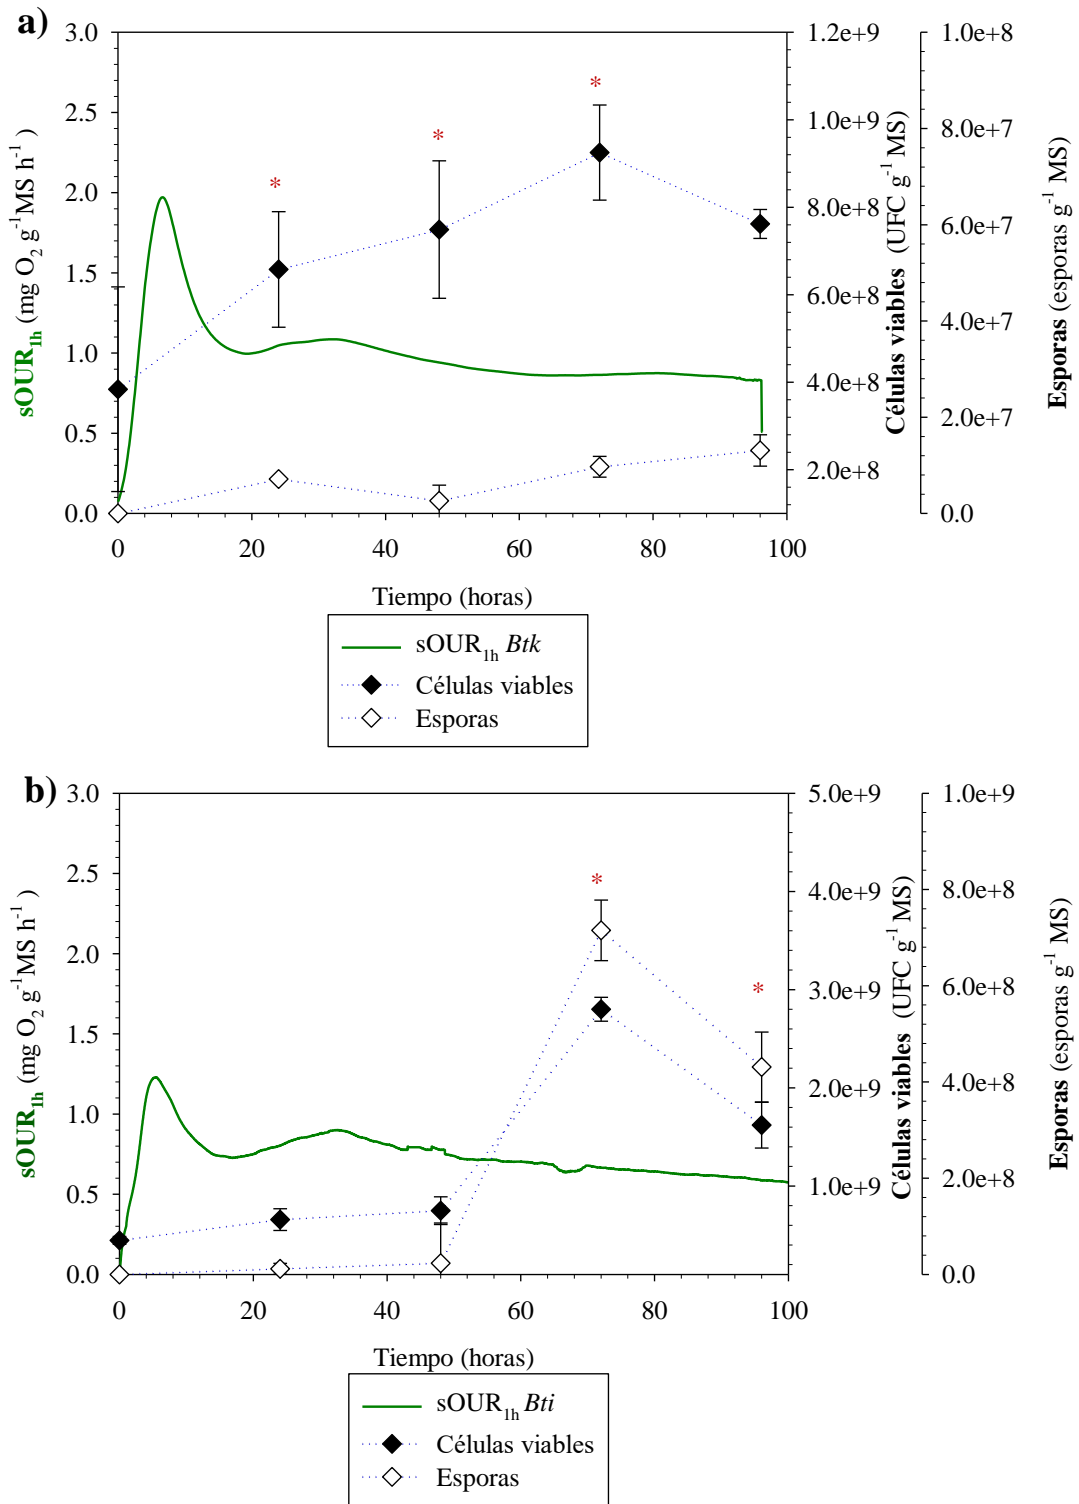 a)
3.0
2.5
2.0
1.5
1.0
0.5
0.0
sOUR1h (mg O2 g-1MS h-1 )
1.2e+9
1.0e+9
8.0e+8
6.0e+8
4.0e+8
2.0e+8
Células viables (UFC g-1 MS)
1.0e+8
8.0e+7
6.0e+7
4.0e+7
2.0e+7
0.0
Esporas (esporas g-1 MS)
*
*
*
0 20 40 60 80 100
Tiempo (horas)
sOUR1h Btk
Células viables
Esporas
b)
3.0
2.5
2.0
1.5
1.0
0.5
0.0
sOUR1h (mg O2 g-1MS h-1 )
5.0e+9
4.0e+9
3.0e+9
2.0e+9
1.0e+9
Células viables (UFC g-1 MS)
1.0e+9
8.0e+8
6.0e+8
4.0e+8
2.0e+8
0.0
Esporas (esporas g-1 MS)
*
*
0 20 40 60 80 100
Tiempo (horas)
sOUR1h Bti
Células viables
Esporas